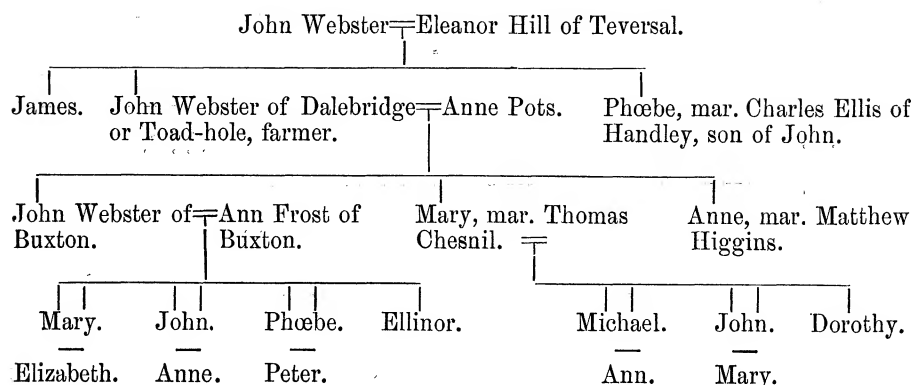 John Webster=Eleanor Hill of Teversal.
James. John Webster of Dalebridge=Anne Pots. Phœbe, mar. Charles Ellis of
or Toad-hole, farmer. Handley, son of John.
John Webster of=Ann Frost of Mary, mar. Thomas Anne, mar. Matthew
Buxton. Buxton. Chesnil. = Higgins.
Mary. John. Phœbe. Ellinor. Michael. John. Dorothy.
Elizabeth. Anne. Peter. Ann. Mary.